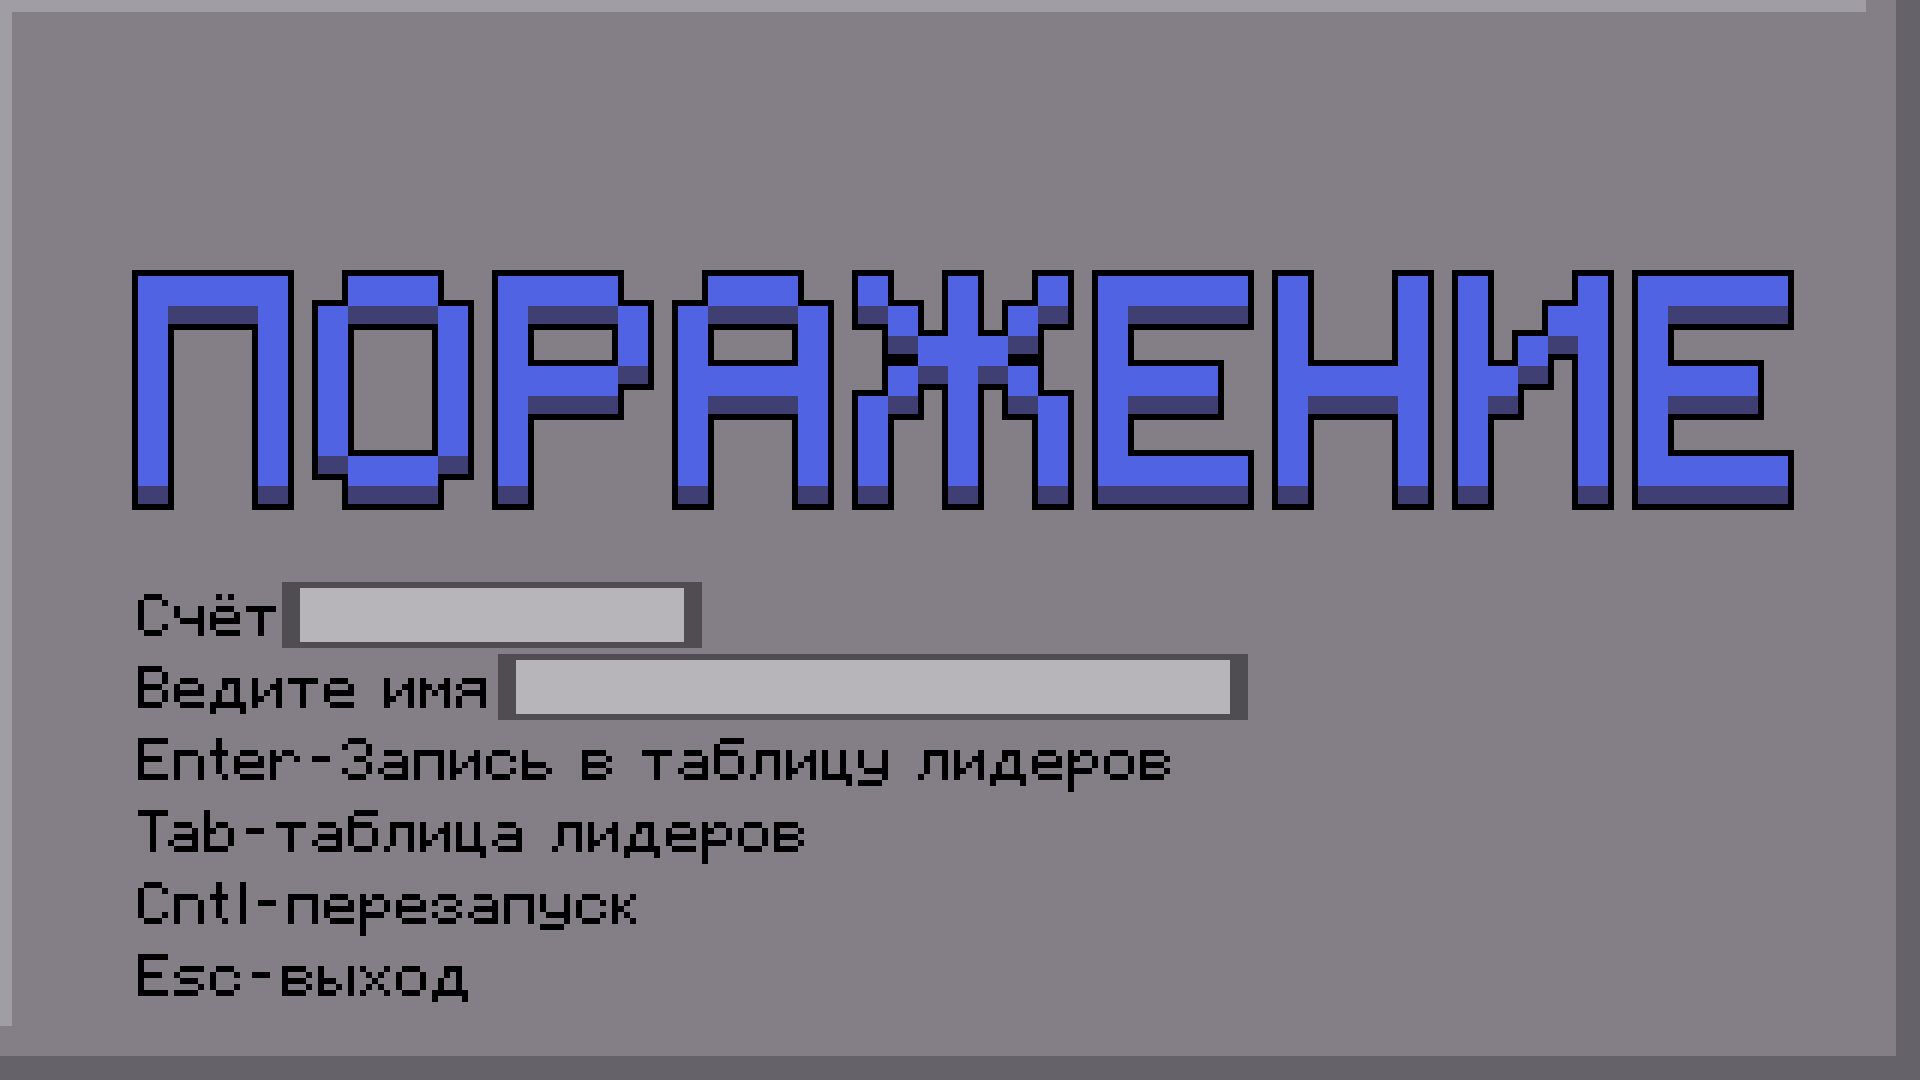 ПОРАЖЕНИЕ
Счёт
Ведите имя
Enter-Запись в таблицу лидеров
Tab-таблица лидеров
Cntl-перезапуск
Esc-выход